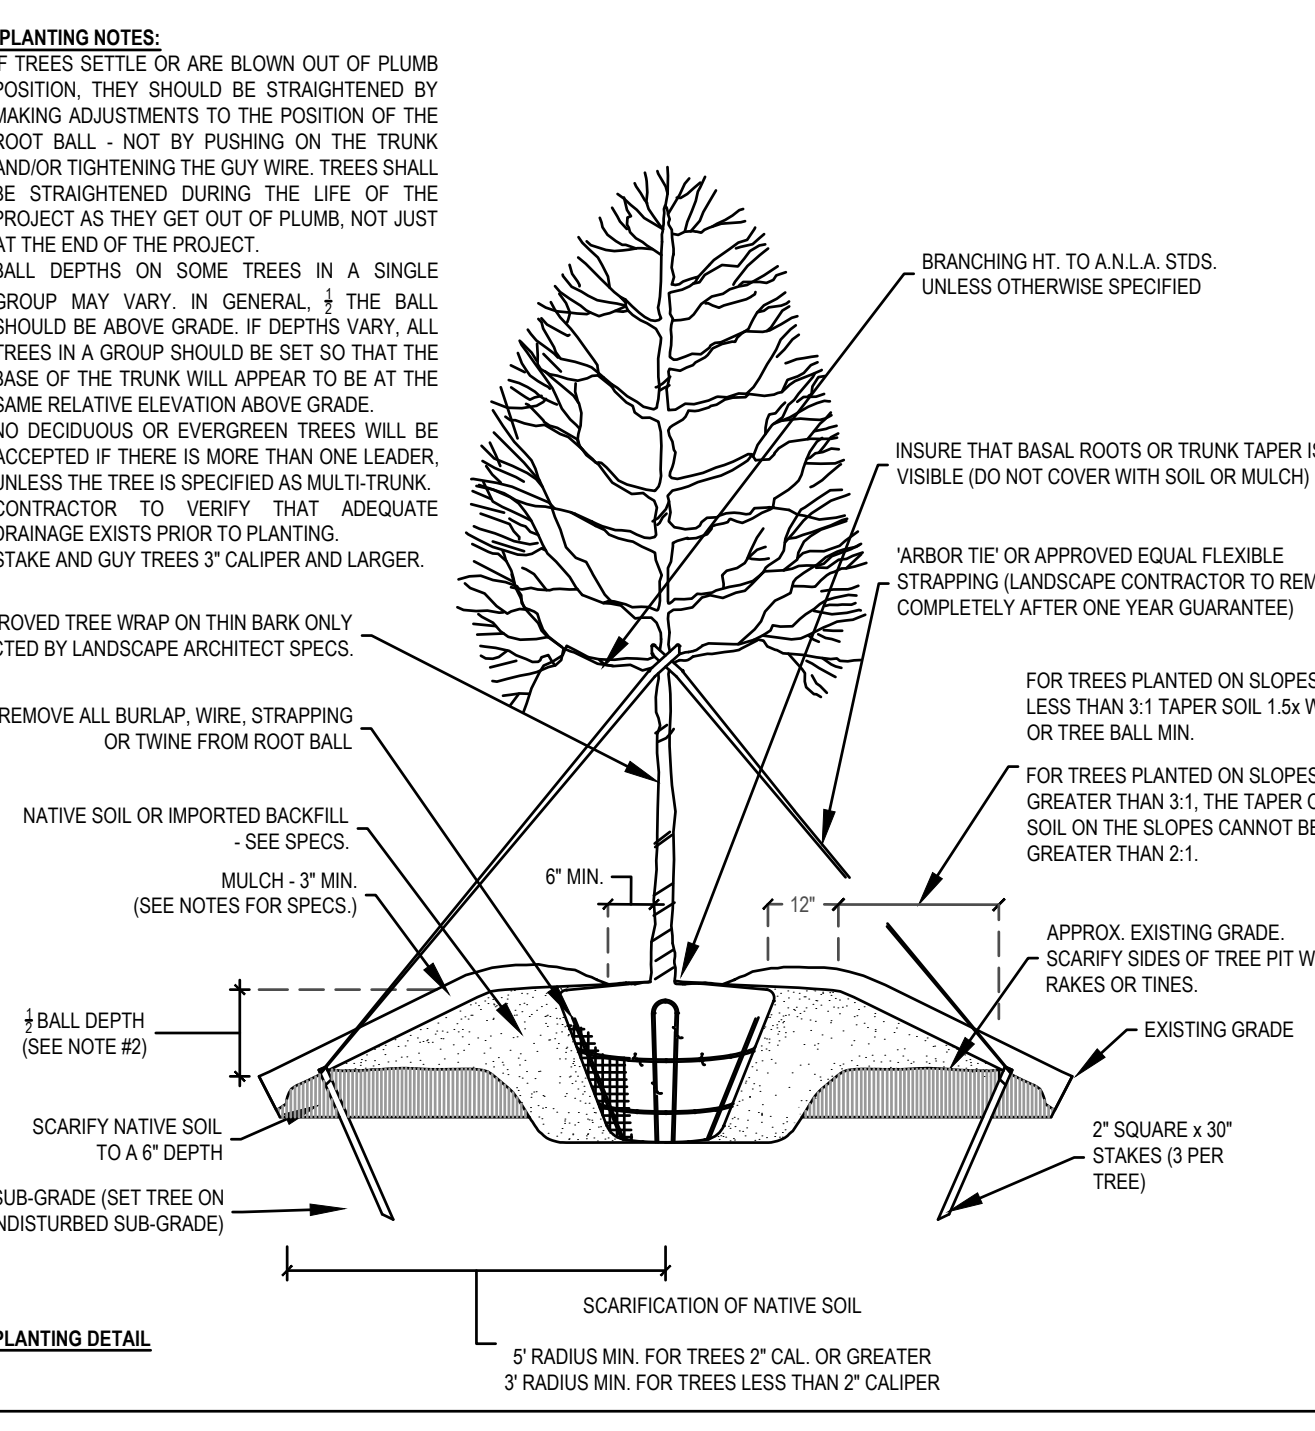 PLANTING NOTES:
IF TREES SETTLE OR ARE BLOWN OUT OF PLUMB
POSITION, THEY SHOULD BE STRAIGHTENED BY
MAKING ADJUSTMENTS TO THE POSITION OF THE
ROOT BALL - NOT BY PUSHING ON THE TRUNK
AND/OR TIGHTENING THE GUY WIRE. TREES SHALL
BE STRAIGHTENED DURING THE LIFE OF THE
PROJECT AS THEY GET OUT OF PLUMB, NOT JUST
AT THE END OF THE PROJECT.
BALL DEPTHS ON SOME TREES IN A SINGLE
GROUP MAY VARY. IN GENERAL, 1/2 THE BALL
SHOULD BE ABOVE GRADE. IF DEPTHS VARY, ALL
TREES IN A GROUP SHOULD BE SET SO THAT THE
BASE OF THE TRUNK WILL APPEAR TO BE AT THE
SAME RELATIVE ELEVATION ABOVE GRADE.
NO DECIDUOUS OR EVERGREEN TREES WILL BE
ACCEPTED IF THERE IS MORE THAN ONE LEADER,
UNLESS THE TREE IS SPECIFIED AS MULTI-TRUNK.
CONTRACTOR TO VERIFY THAT ADEQUATE
DRAINAGE EXISTS PRIOR TO PLANTING.
STAKE AND GUY TREES 3" CALIPER AND LARGER.
ROVED TREE WRAP ON THIN BARK ONLY
CTED BY LANDSCAPE ARCHITECT SPECS.
REMOVE ALL BURLAP, WIRE, STRAPPING
OR TWINE FROM ROOT BALL
NATIVE SOIL OR IMPORTED BACKFILL
- SEE SPECS.
MULCH - 3" MIN.
(SEE NOTES FOR SPECS.)
1/2 BALL DEPTH
(SEE NOTE #2)
SCARIFY NATIVE SOIL
TO A 6" DEPTH
SUB-GRADE (SET TREE ON
NDISTURBED SUB-GRADE)
PLANTING DETAIL
6" MIN.
12"
BRANCHING HT. TO A.N.L.A. STDS.
UNLESS OTHERWISE SPECIFIED
INSURE THAT BASAL ROOTS OR TRUNK TAPER IS
VISIBLE (DO NOT COVER WITH SOIL OR MULCH)
'ARBOR TIE' OR APPROVED EQUAL FLEXIBLE
STRAPPING (LANDSCAPE CONTRACTOR TO REM
COMPLETELY AFTER ONE YEAR GUARANTEE)
FOR TREES PLANTED ON SLOPES
LESS THAN 3:1 TAPER SOIL 1.5x W
OR TREE BALL MIN.
FOR TREES PLANTED ON SLOPES
GREATER THAN 3:1, THE TAPER O
SOIL ON THE SLOPES CANNOT BE
GREATER THAN 2:1.
APPROX. EXISTING GRADE.
SCARIFY SIDES OF TREE PIT W
RAKES OR TINES.
EXISTING GRADE
2" SQUARE x 30"
STAKES (3 PER
TREE)
SCARIFICATION OF NATIVE SOIL
5' RADIUS MIN. FOR TREES 2" CAL. OR GREATER
3' RADIUS MIN. FOR TREES LESS THAN 2" CALIPER